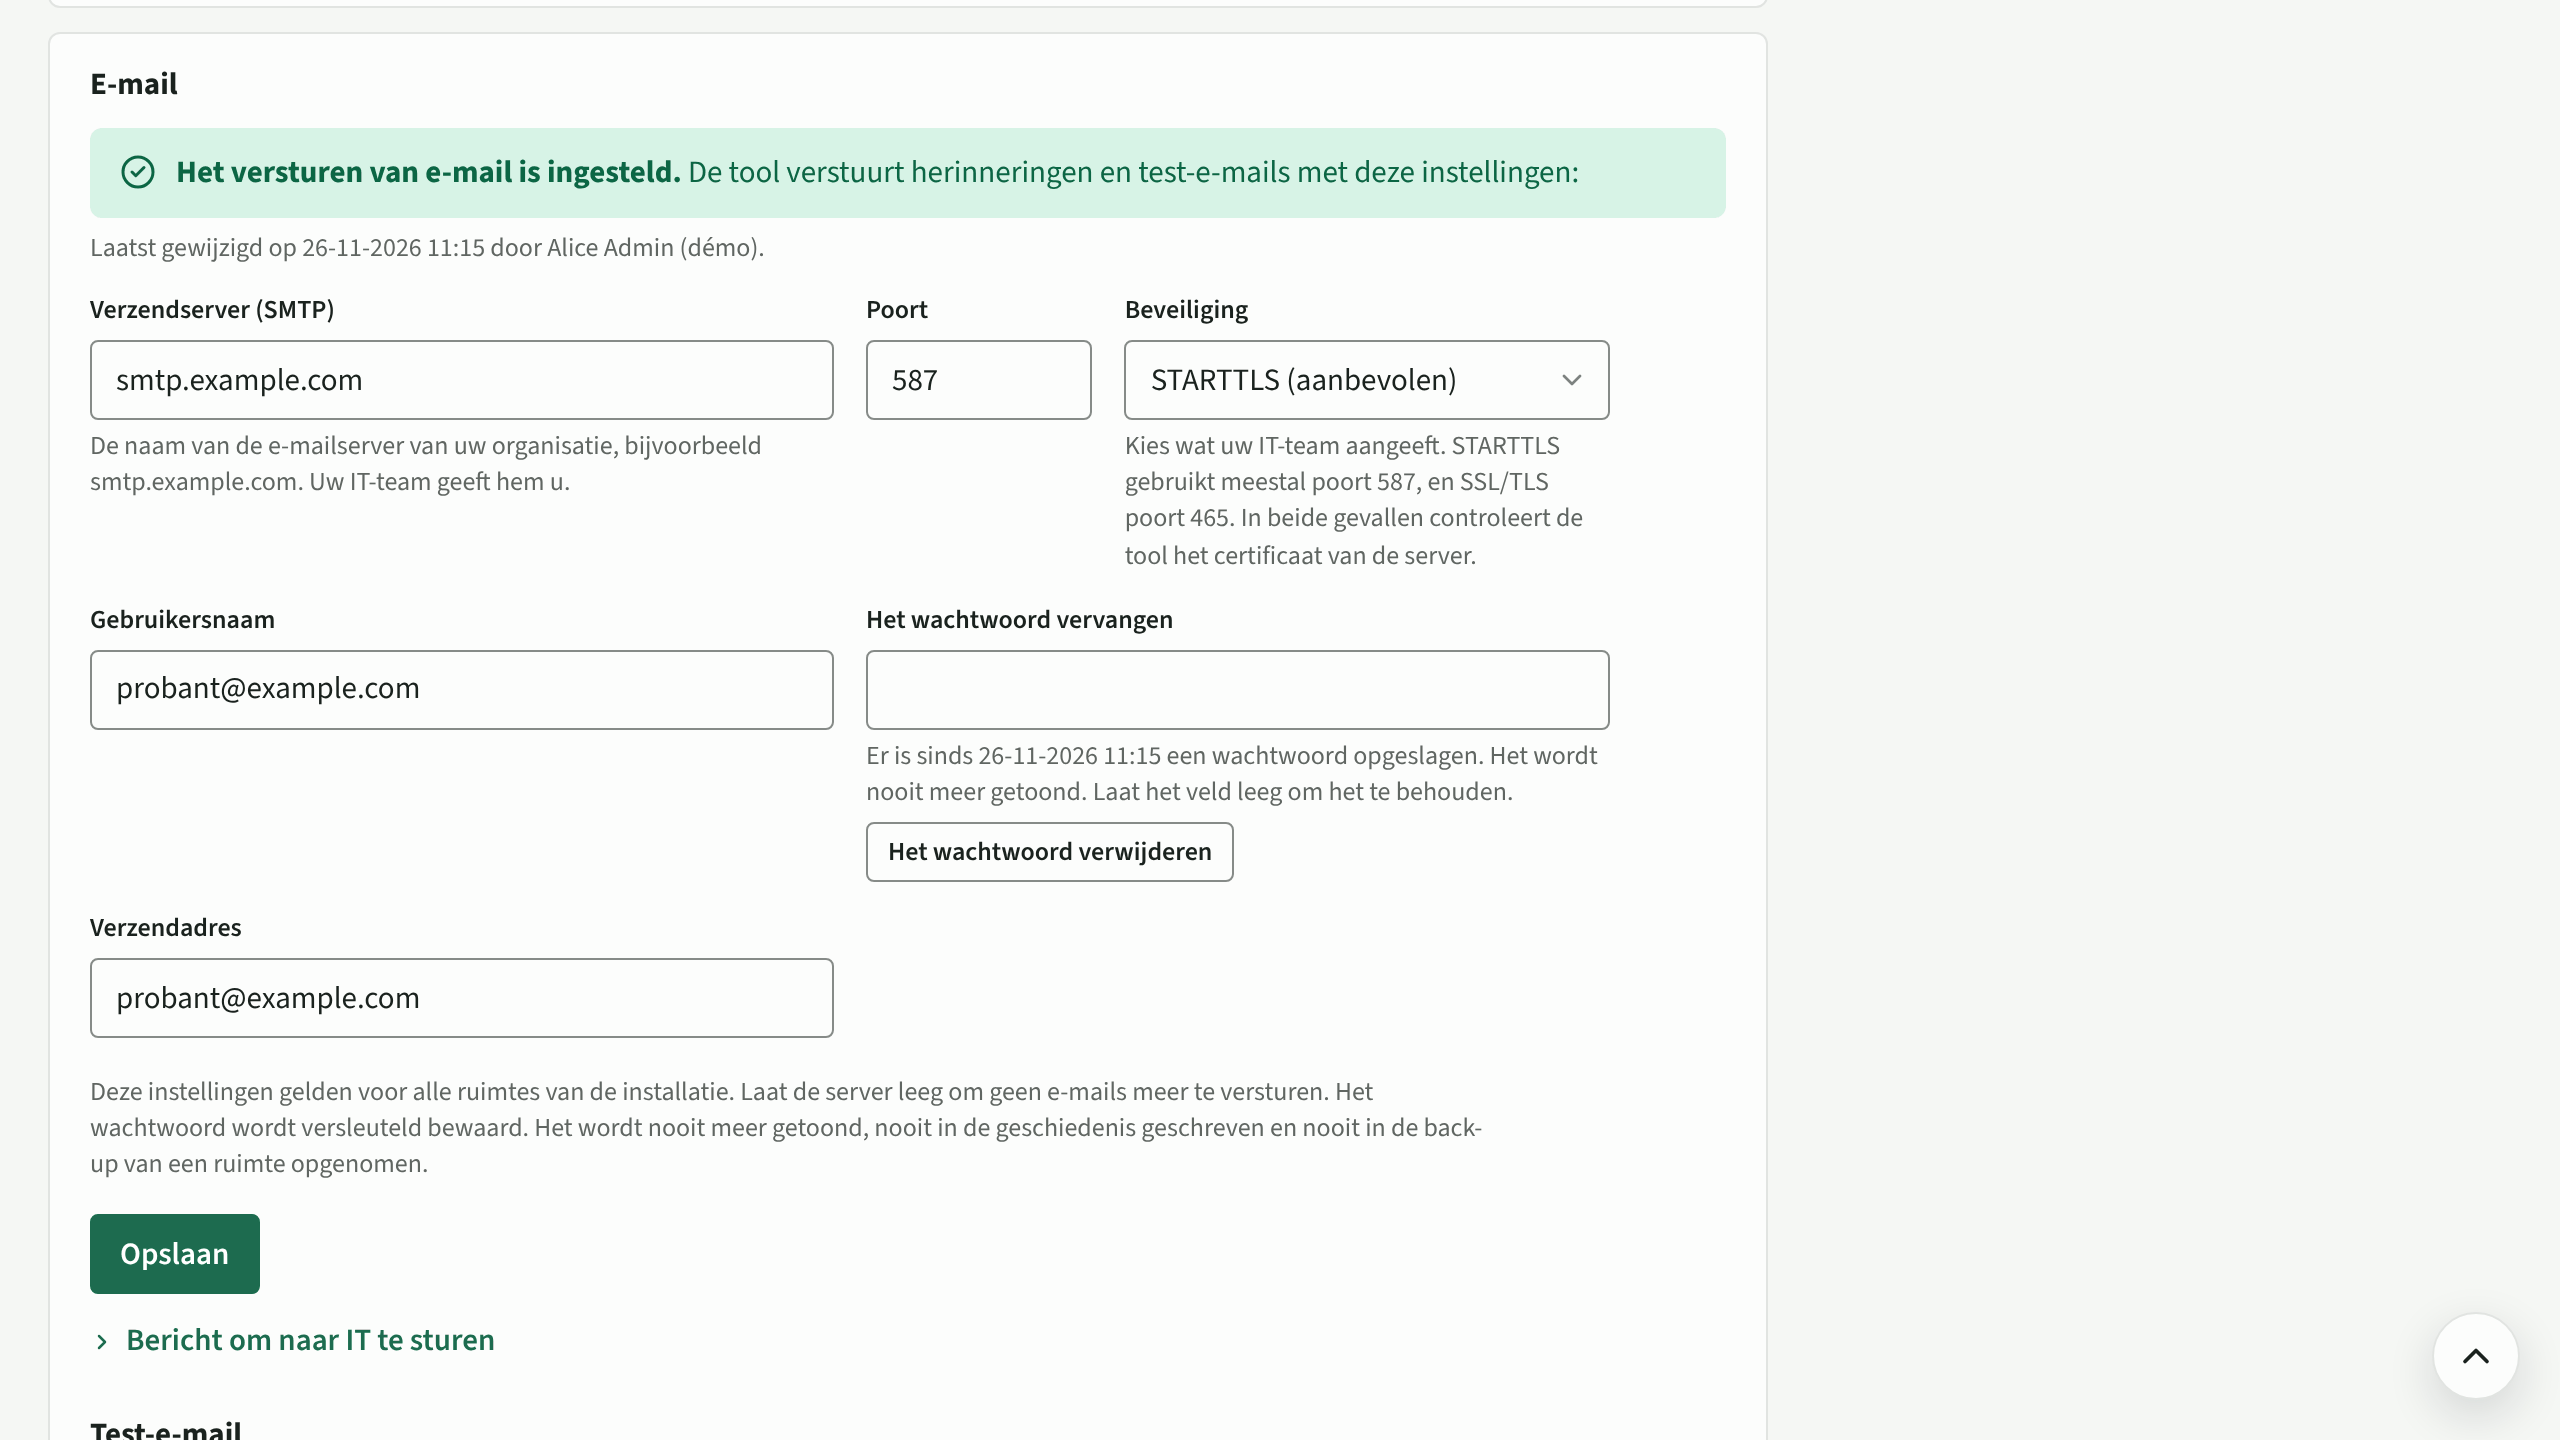 E-mail
Het versturen van e-mail is ingesteld. De tool verstuurt herinneringen en test-e-mails met deze instellingen:
Laatst gewijzigd op 26-11-2026 11:15 door Alice Admin (démo).
Verzendserver (SMTP)
smtp.example.com
De naam van de e-mailserver van uw organisatie, bijvoorbeeld
smtp.example.com. Uw IT-team geeft hem u.
Poort
587
Beveiliging
STARTTLS (aanbevolen)
Kies wat uw IT-team aangeeft. STARTTLS
gebruikt meestal poort 587, en SSL/TLS
poort 465. In beide gevallen controleert de
tool het certificaat van de server.
Gebruikersnaam
probant@example.com
Het wachtwoord vervangen
Er is sinds 26-11-2026 11:15 een wachtwoord opgeslagen. Het wordt
nooit meer getoond. Laat het veld leeg om het te behouden.
Het wachtwoord verwijderen
Verzendadres
probant@example.com
Deze instellingen gelden voor alle ruimtes van de installatie. Laat de server leeg om geen e-mails meer te versturen. Het
wachtwoord wordt versleuteld bewaard. Het wordt nooit meer getoond, nooit in de geschiedenis geschreven en nooit in de back-
up van een ruimte opgenomen.
Opslaan
Bericht om naar IT te sturen
Test-e-mail